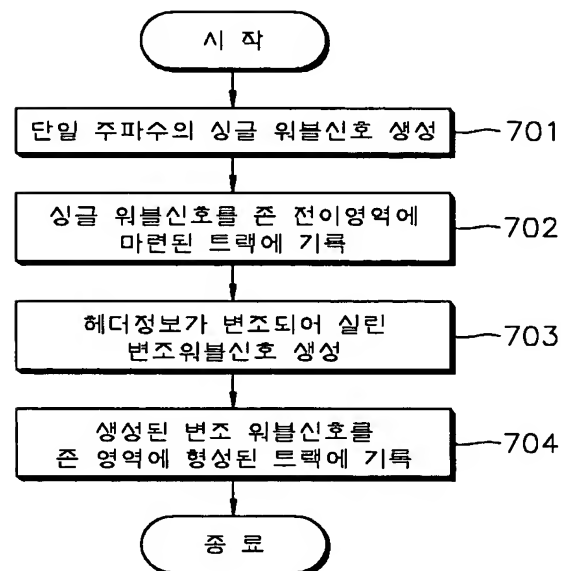 시 작
단일 주파수의 싱글 워블신호 생성
701
싱글 워블신호를 존 전이영역에
마련된 트랙에 기록
702
헤더정보가 변조되어 실린
변조워블신호 생성
703
생성된 변조 워블신호를
존 영역에 형성된 트랙에 기록
704
종 료